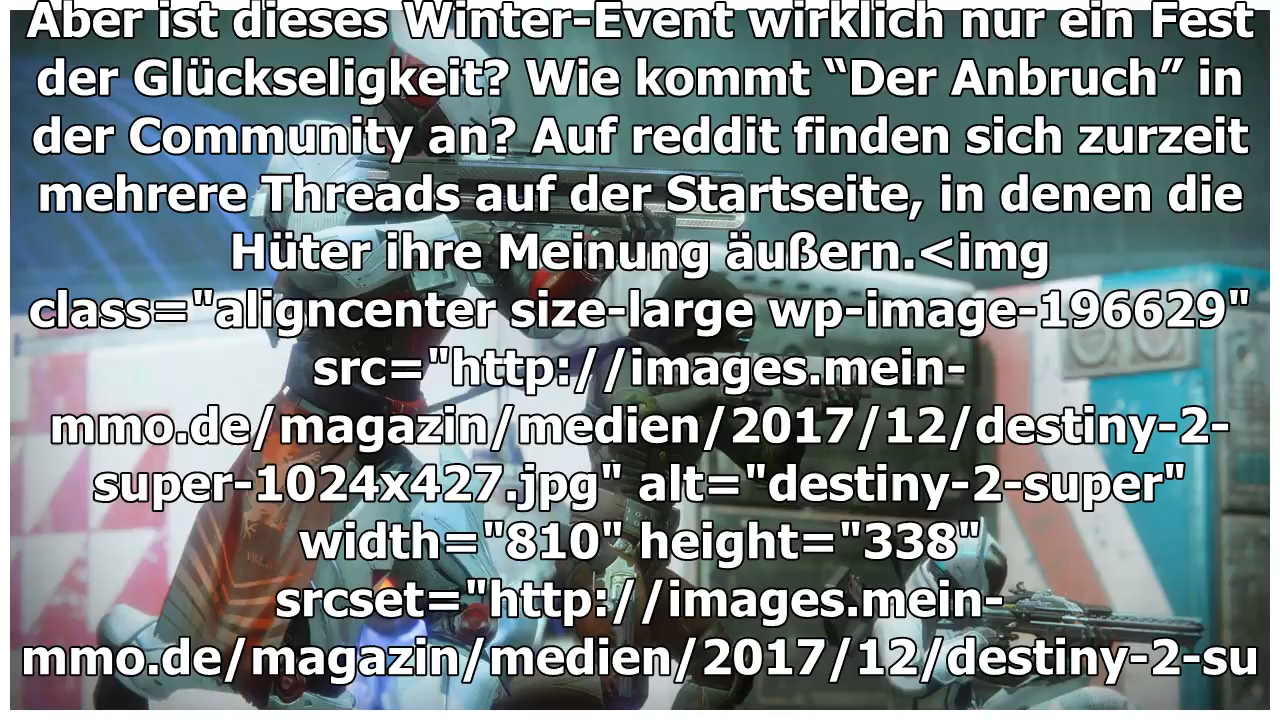 Aber ist dieses Winter-Event wirklich nur ein Fest
der Glückseligkeit? Wie kommt “Der Anbruch” in
der Community an? Auf reddit finden sich zurzeit
mehrere Threads auf der Startseite, in denen die
Hüter ihre Meinung äußern.<img
class="aligncenter size-large wp-image-196629"
src="http://images.mein-
mmo.de/magazin/medien/2017/12/destiny-2-
super-1024x427.jpg" alt="destiny-2-super"
width="810" height="338"
srcset="http://images.mein-
mmo.de/magazin/medien/2017/12/destiny-2-su